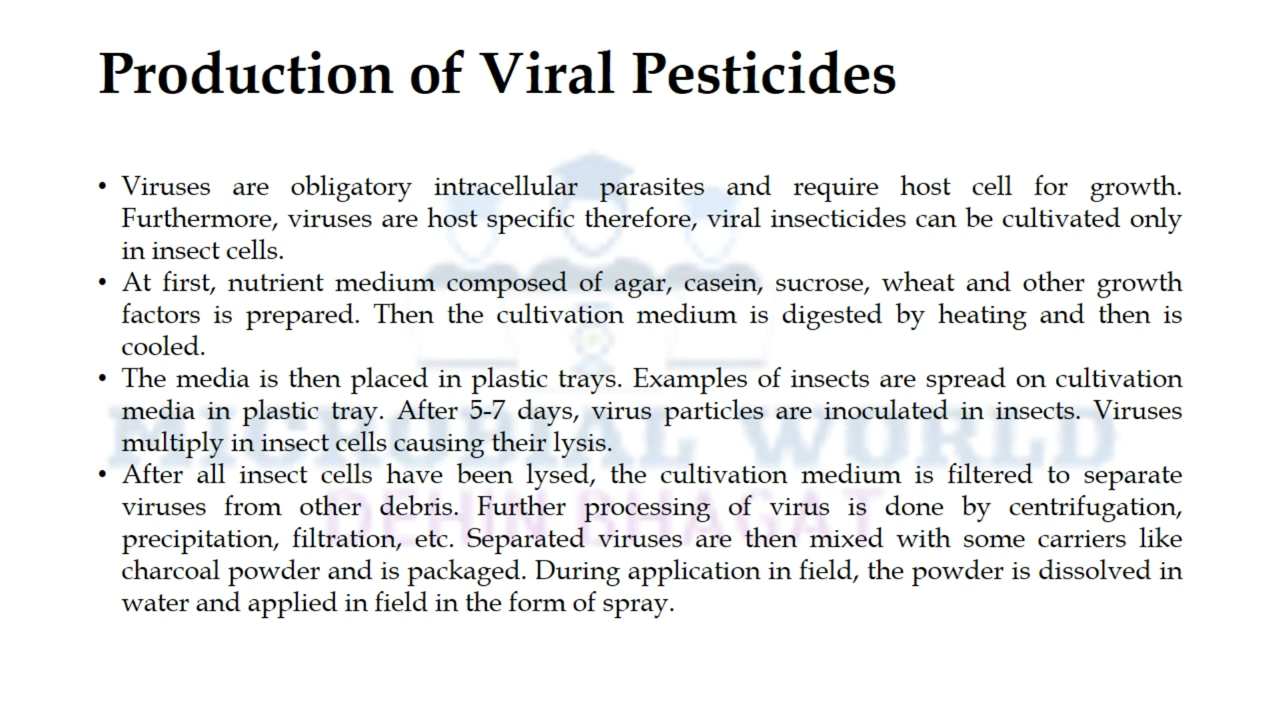 Production of Viral Pesticides
• Viruses are obligatory intracellular parasites and require host cell for growth.
Furthermore, viruses are host specific therefore, viral insecticides can be cultivated only
in insect cells.
• At first, nutrient medium composed of agar, casein, sucrose, wheat and other growth
factors is prepared. Then the cultivation medium is digested by heating and then is
cooled.
• The media is then placed in plastic trays. Examples of insects are spread on cultivation
media in plastic tray. After 5-7 days, virus particles are inoculated in insects. Viruses
multiply in insect cells causing their lysis.
• After all insect cells have been lysed, the cultivation medium is filtered to separate
viruses from other debris. Further processing of virus is done by centrifugation,
precipitation, filtration, etc. Separated viruses are then mixed with some carriers like
charcoal powder and is packaged. During application in field, the powder is dissolved in
water and applied in field in the form of spray.
MICROBIAL WORLD
DEHIN BHAGAT